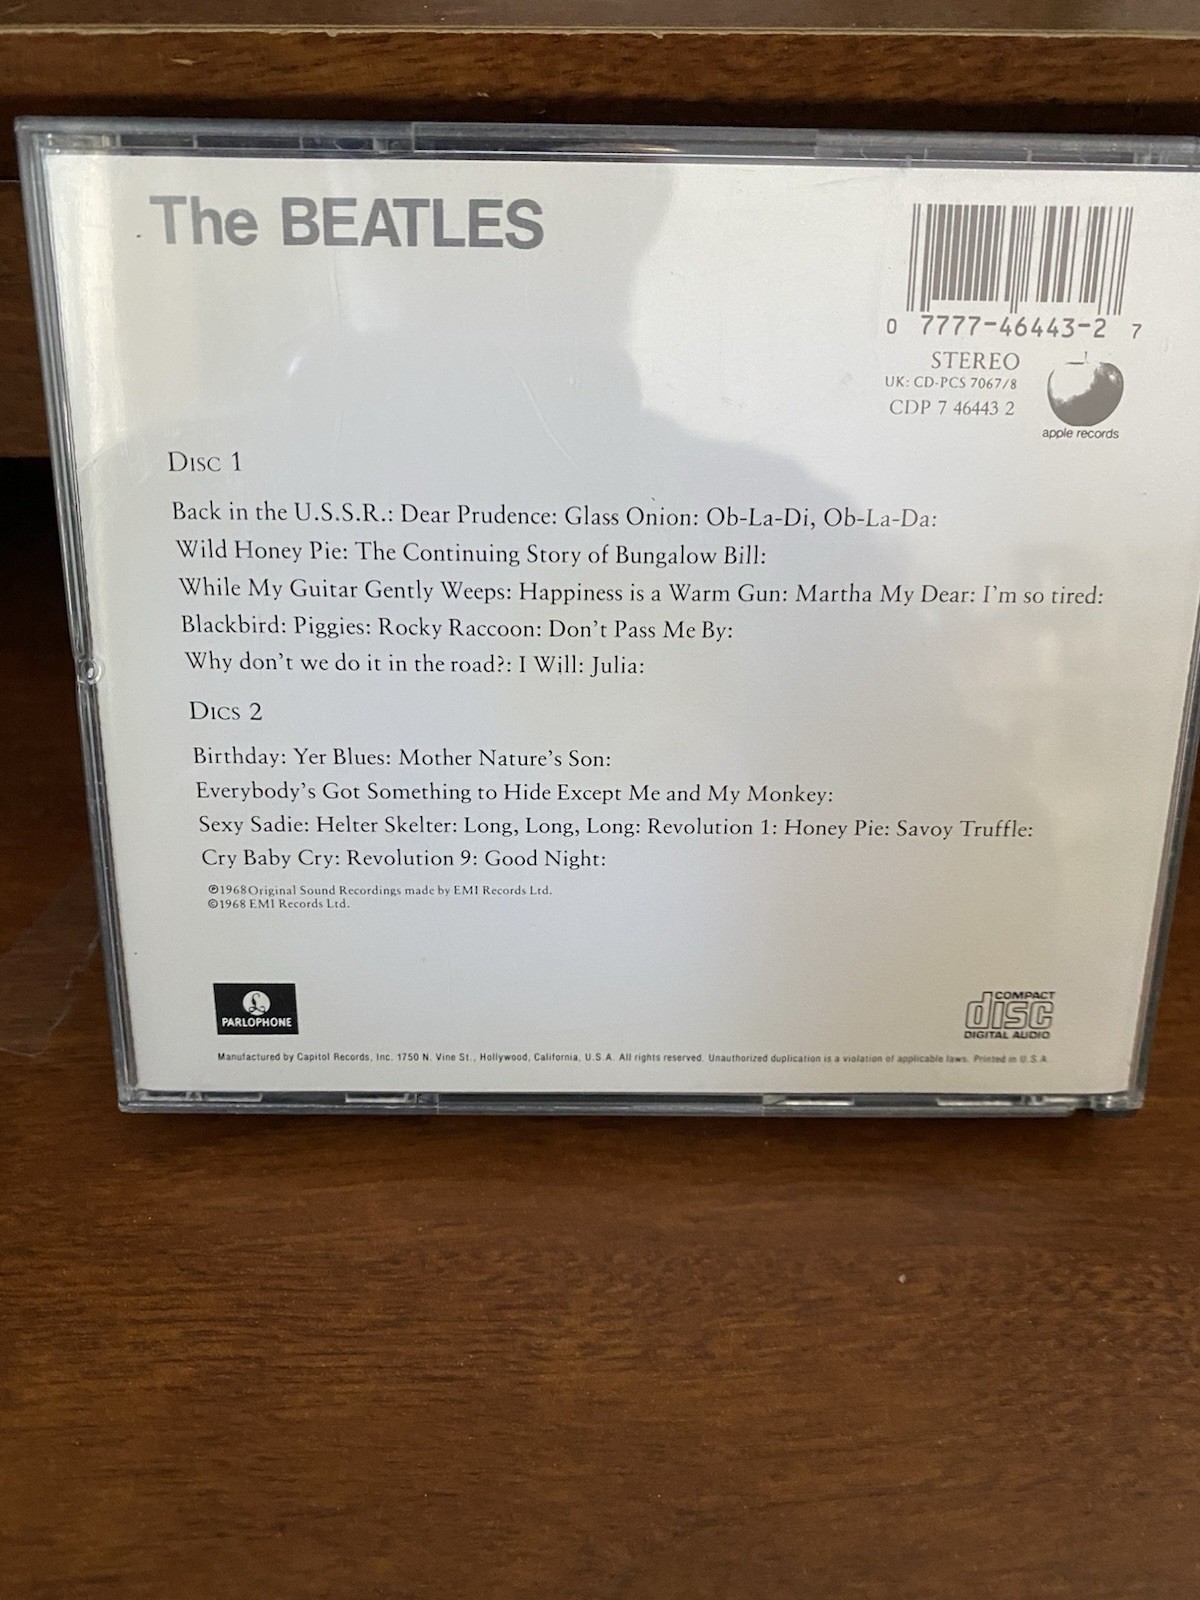 The BEATLES
0 7777-46443-2 7
STEREO
UK: CD-PCS 7067/8
CDP 7 46443 2
apple records
DISC 1
Back in the U.S.S.R.: Dear Prudence: Glass Onion: Ob-La-Di, Ob-La-Da:
Wild Honey Pie: The Continuing Story of Bungalow Bill:
While My Guitar Gently Weeps: Happiness is a Warm Gun: Martha My Dear: I'm so tired:
Blackbird: Piggies: Rocky Raccoon: Don't Pass Me By:
Why don't we do it in the road?: I Will: Julia:
DICS 2
Birthday: Yer Blues: Mother Nature's Son:
Everybody's Got Something to Hide Except Me and My Monkey:
Sexy Sadie: Helter Skelter: Long, Long, Long: Revolution 1: Honey Pie: Savoy Truffle:
Cry Baby Cry: Revolution 9: Good Night:
℗1968 Original Sound Recordings made by EMI Records Ltd.
©1968 EMI Records Ltd.
£
PARLOPHONE
COMPACT
disc
DIGITAL AUDIO
Manufactured by Capitol Records, Inc. 1750 N. Vine St., Hollywood, California, U.S.A. All rights reserved. Unauthorized duplication is a violation of applicable laws. Printed in U.S.A.